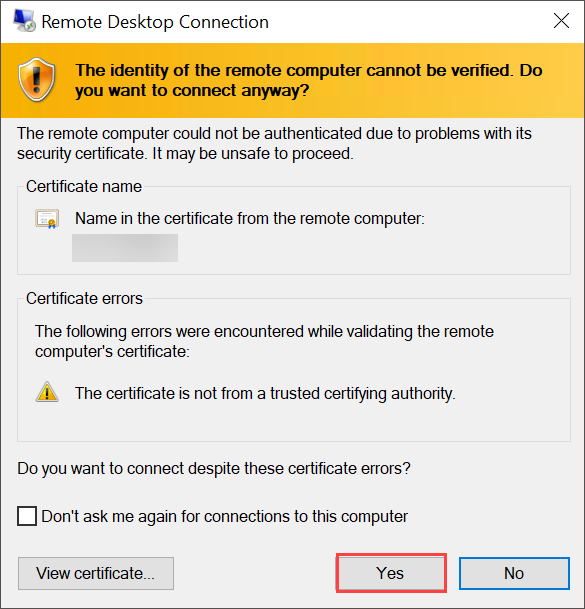 Remote Desktop Connection
The identity of the remote computer cannot be verified. Do
you want to connect anyway?
The remote computer could not be authenticated due to problems with its
security certificate. It may be unsafe to proceed.
Certificate name
Name in the certificate from the remote computer:
Certificate errors
The following errors were encountered while validating the remote
computer's certificate:
The certificate is not from a trusted certifying authority.
Do you want to connect despite these certificate errors?
Don't ask me again for connections to this computer
View certificate... Yes No